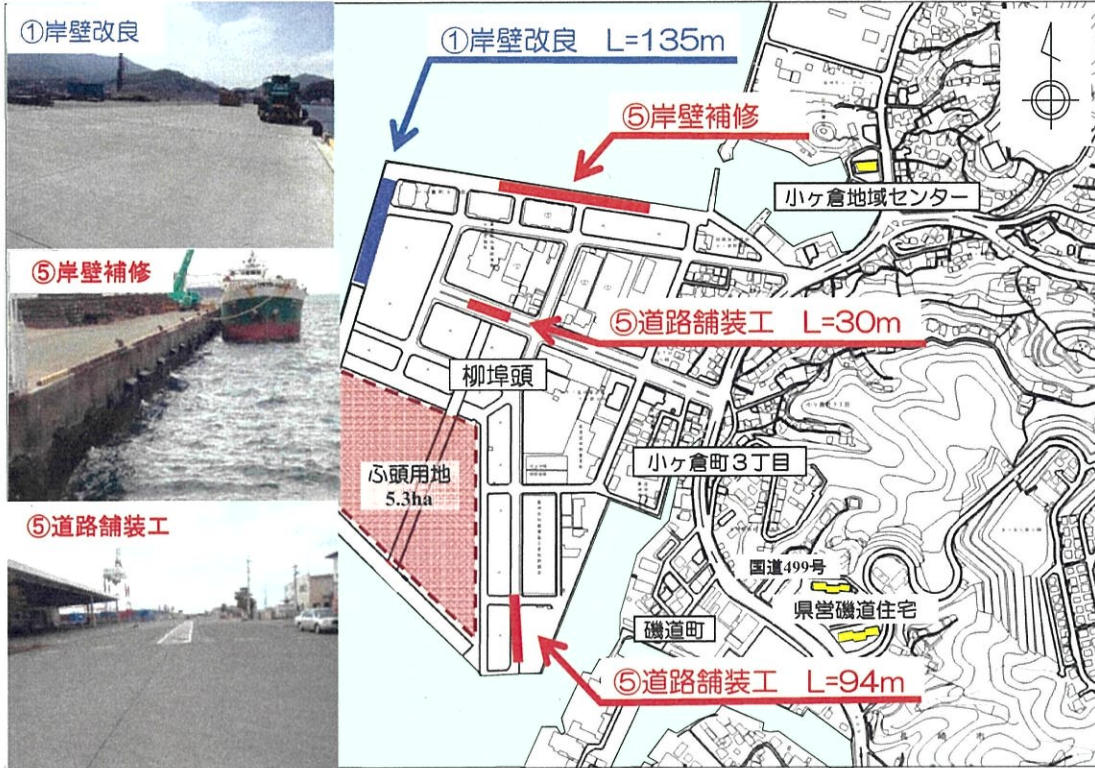 ①岸壁改良
⑤岸壁補修
⑤道路舗装工
①岸壁改良 L=135m
⑤岸壁補修
小ヶ倉地域センター
⑤道路舗装工 L=30m
柳埠頭
小ヶ倉町3丁目
ふ頭用地
5.3ha
国道499号
県営磯道住宅
磯道町
⑤道路舗装工 L=94m